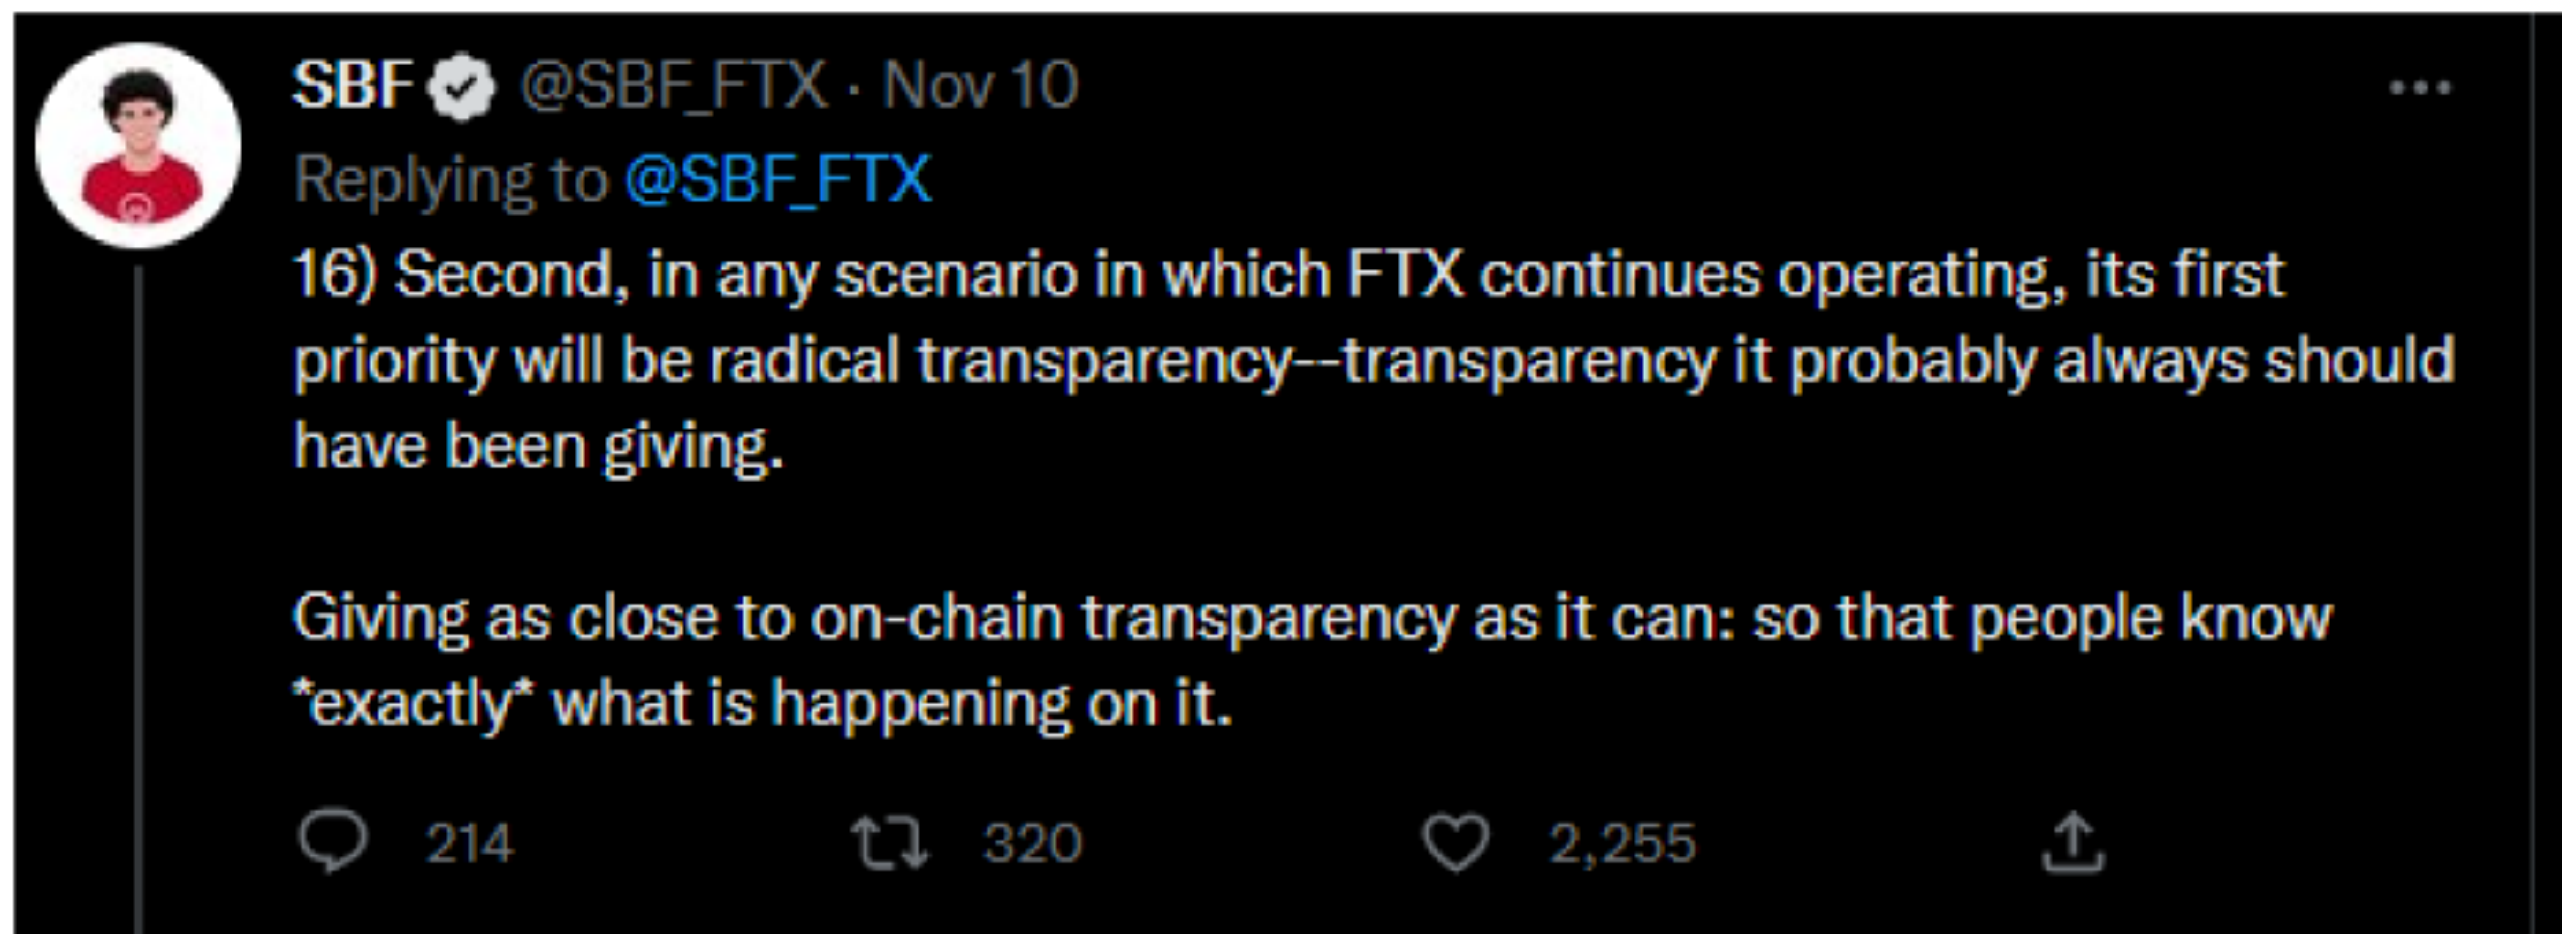 SBF @SBF_FTX · Nov 10
Replying to @SBF_FTX
16) Second, in any scenario in which FTX continues operating, its first
priority will be radical transparency--transparency it probably always should
have been giving.
Giving as close to on-chain transparency as it can: so that people know
*exactly* what is happening on it.
214 320 2,255